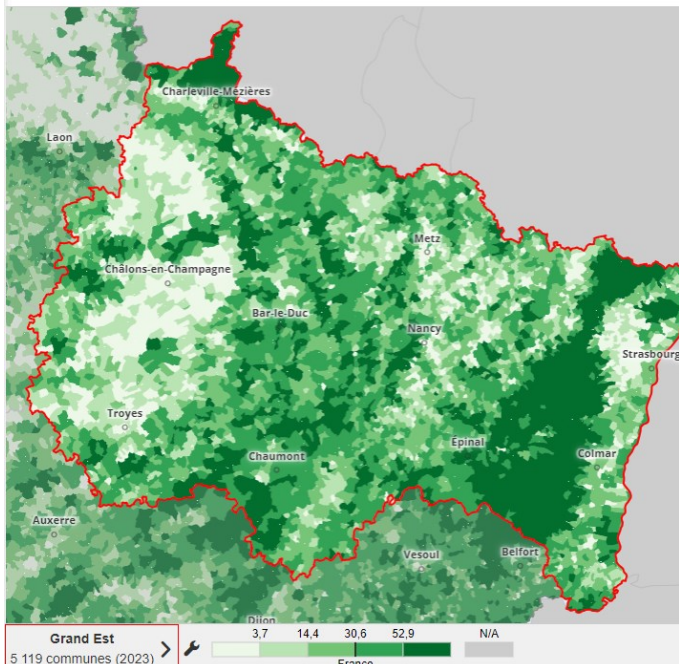 Charleville-Mézières
Laon
Metz
Châlons-en-Champagne
Bar-le-Duc
Nancy
Strasbourg
Troyes
Chaumont
Epinal
Colmar
Auxerre
Vesoul
Belfort
Dijon
Grand Est
5 119 communes (2023)
3,7 14,4 30,6 52,9 N/A
France